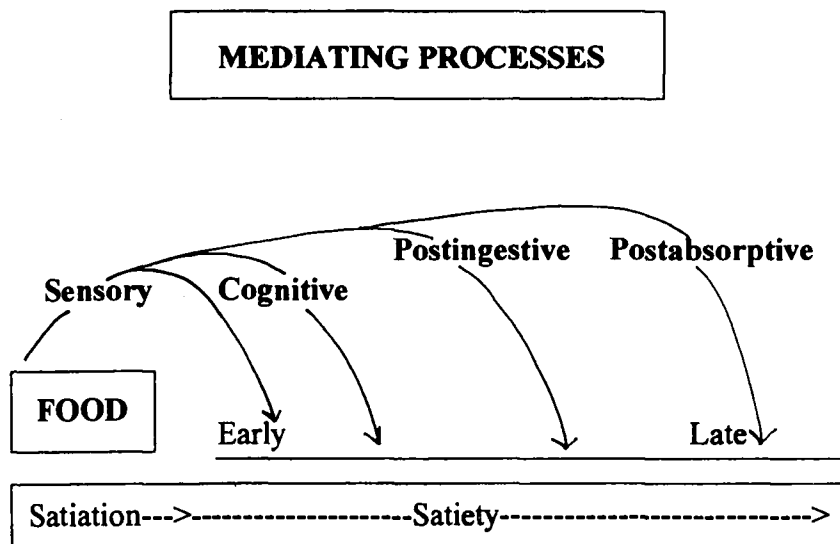 MEDIATING PROCESSES
Postingestive Postabsorptive
Sensory Cognitive
FOOD
Early Late
Satiation--->--------------------Satiety----------------------------->